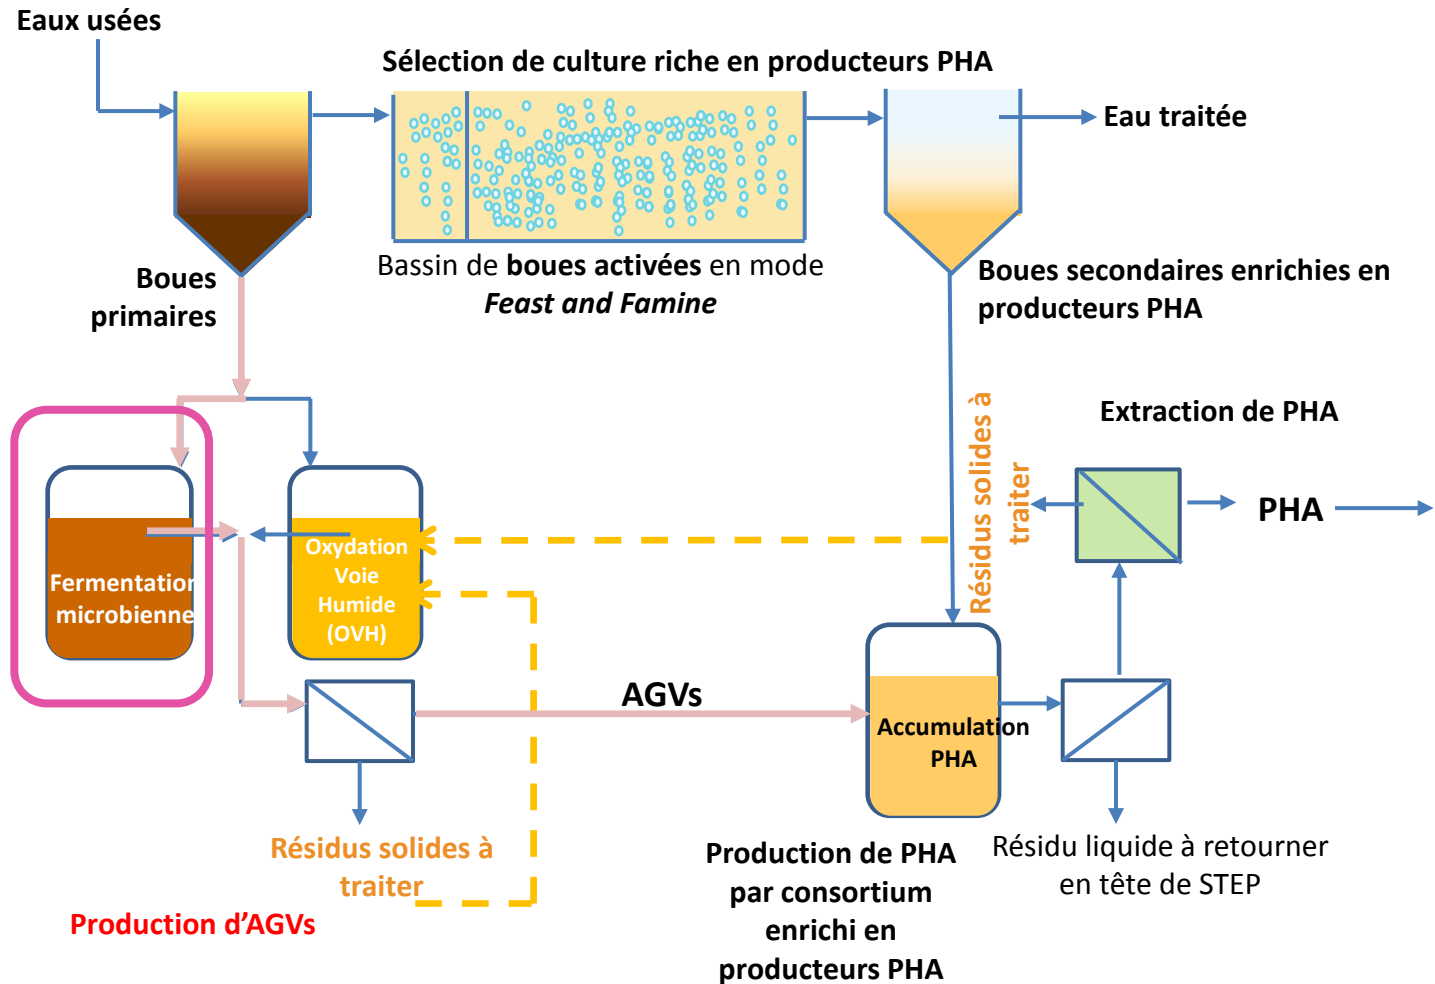 Eaux usées
Sélection de culture riche en producteurs PHA
Eau traitée
Bassin de boues activées en mode
Feast and Famine
Boues
primaires
Boues secondaires enrichies en
producteurs PHA
Résidus solides à
traiter
Extraction de PHA
PHA
Fermentation
microbienne
Oxydation
Voie
Humide
(OVH)
AGVs
Accumulation
PHA
Résidus solides à
traiter
Production d’AGVs
Production de PHA
par consortium
enrichi en
producteurs PHA
Résidu liquide à retourner
en tête de STEP